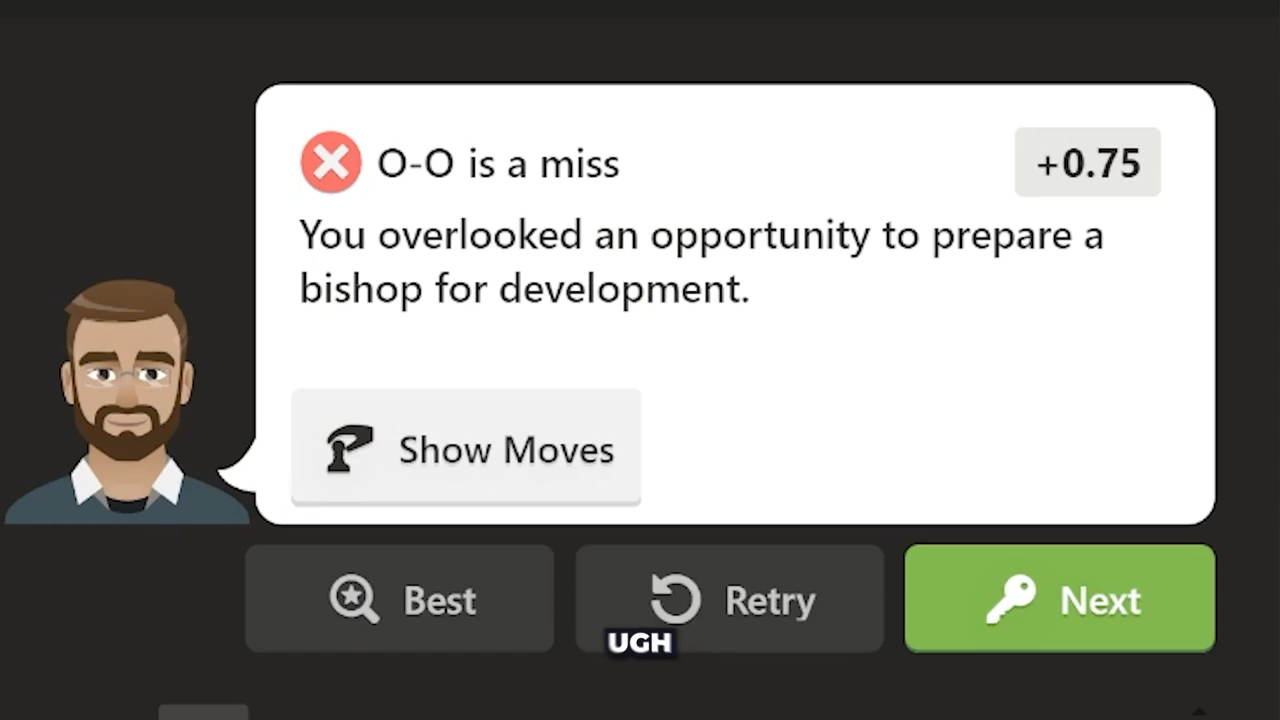 O-O is a miss
+0.75
You overlooked an opportunity to prepare a
bishop for development.
Show Moves
Best
Retry
Next
UGH